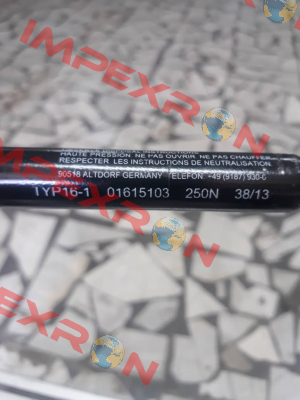 IMPEXRON
HAUTE PRESSION NE PAS OUVRIR NE PAS CHAUFFER
RESPECTER LES INSTRUCTIONS DE NEUTRALISATION.
90518 ALTDORF GERMANY TELEFON +49 (9187) 930-0
TYP16-1 01615103 250N 38/13
IMPEXRON